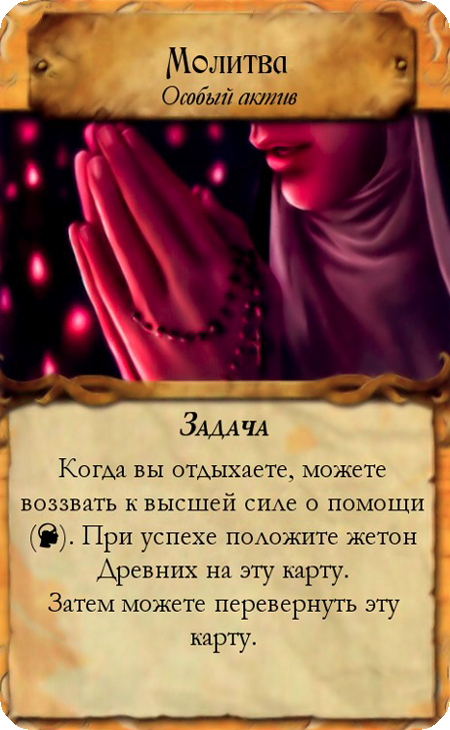 Молитва
Особый актив
Задача
Когда вы отдыхаете, можете
воззвать к высшей силе о помощи
( ). При успехе положите жетон
Древних на эту карту.
Затем можете перевернуть эту
карту.